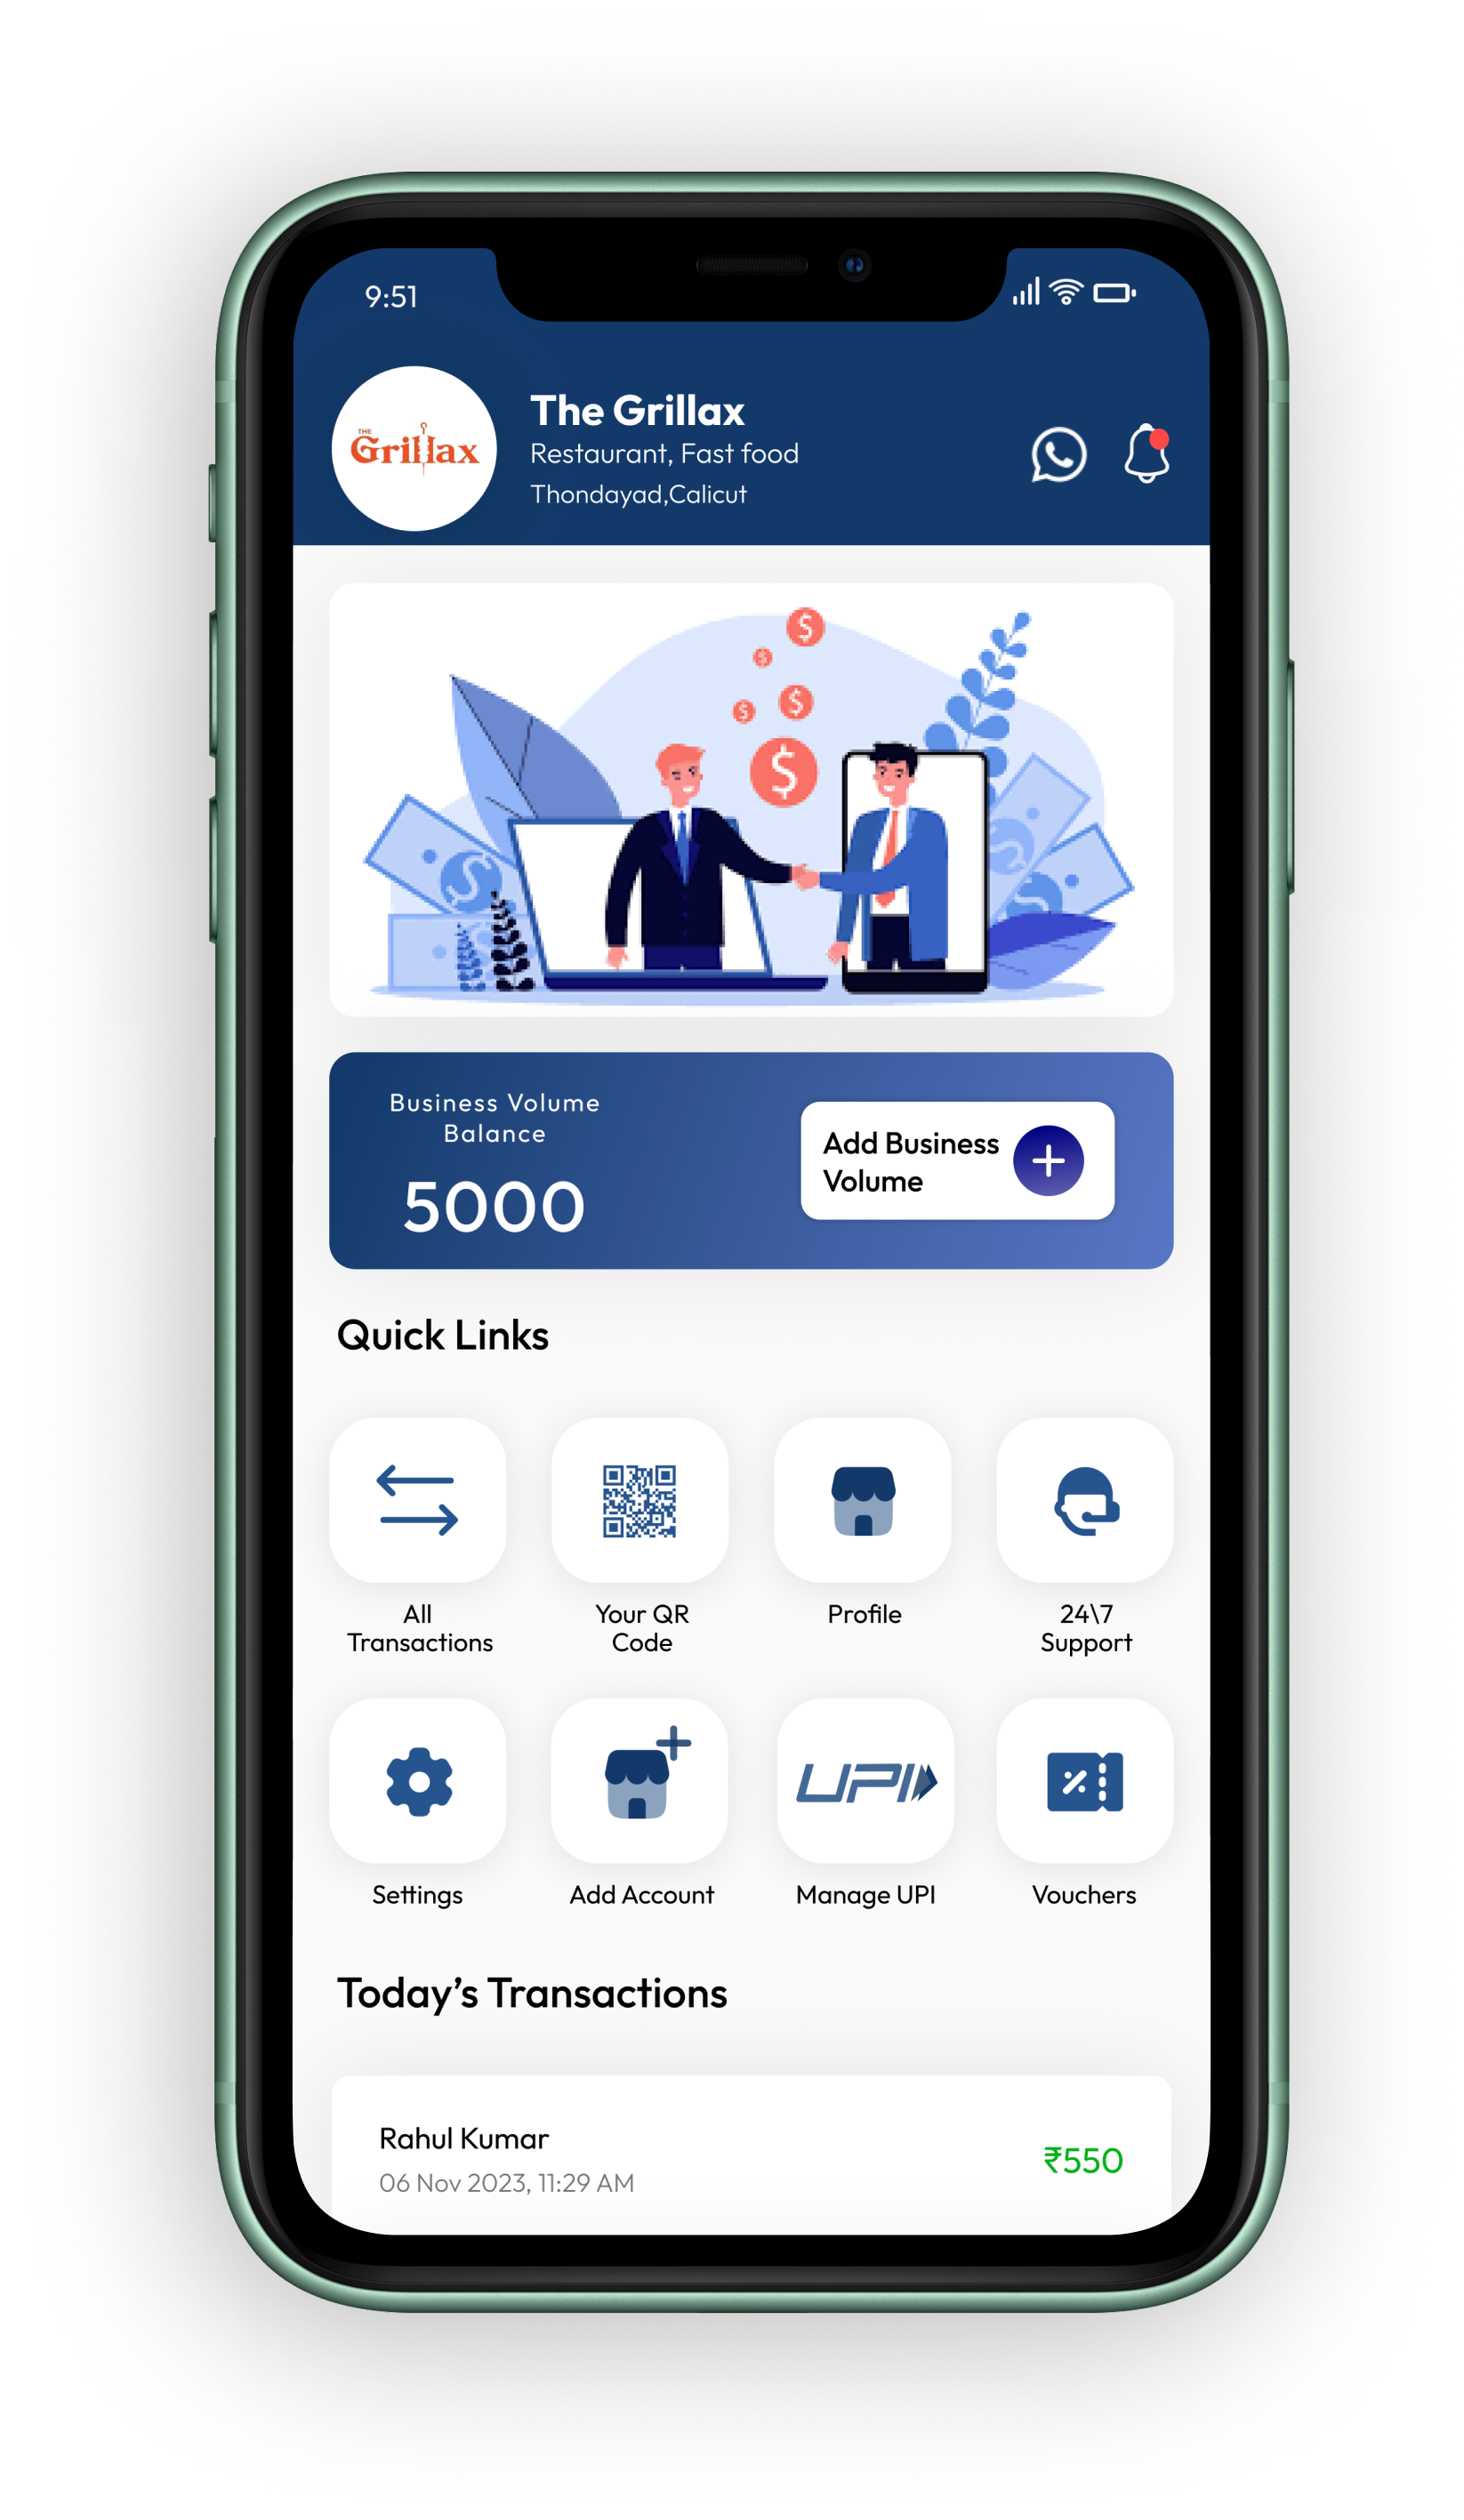 9:51
THE
Grillax
The Grillax
Restaurant, Fast food
Thondayad,Calicut
$
$
$
$
$
Business Volume
Balance
5000
Add Business
Volume
Quick Links
All
Transactions
Your QR
Code
Profile
24\7
Support
UPI
Settings
Add Account
Manage UPI
Vouchers
Today's Transactions
Rahul Kumar
06 Nov 2023, 11:29 AM
₹550